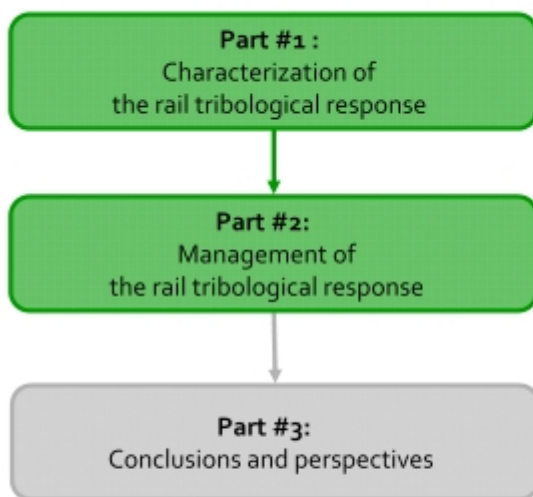 Part #1 :
Characterization of
the rail tribological response
Part #2:
Management of
the rail tribological response
Part #3:
Conclusions and perspectives